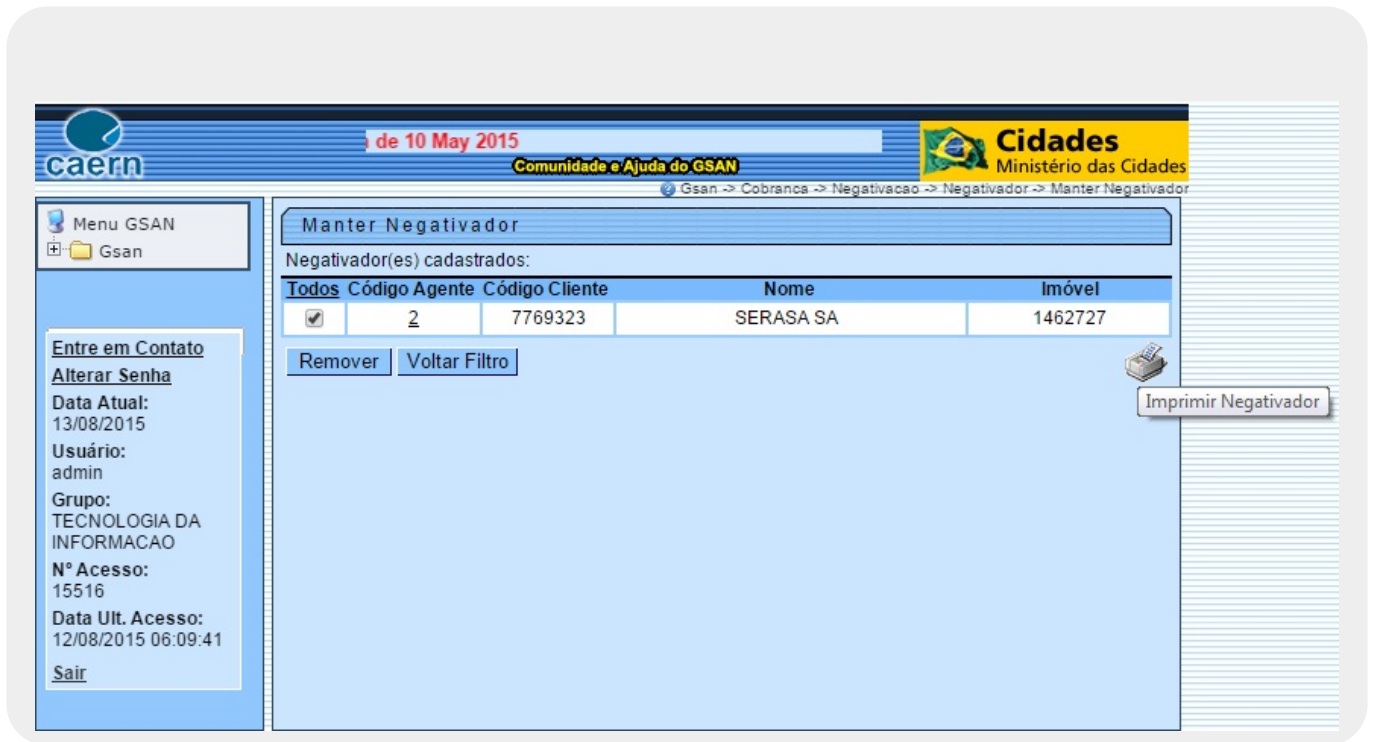 caern
de 10 May 2015
Comunidade e Ajuda do GSAN
Cidades
Ministério das Cidades
Gsan -> Cobranca -> Negativacao -> Negativador -> Manter Negativador
Menu GSAN
Gsan
Entre em Contato
Alterar Senha
Data Atual:
13/08/2015
Usuário:
admin
Grupo:
TECNOLOGIA DA
INFORMACAO
N° Acesso:
15516
Data Ult. Acesso:
12/08/2015 06:09:41
Sair
Manter Negativador
Negativador(es) cadastrados:
Todos Código Agente Código Cliente Nome Imóvel
2 7769323 SERASA SA 1462727
Remover Voltar Filtro
Imprimir Negativador